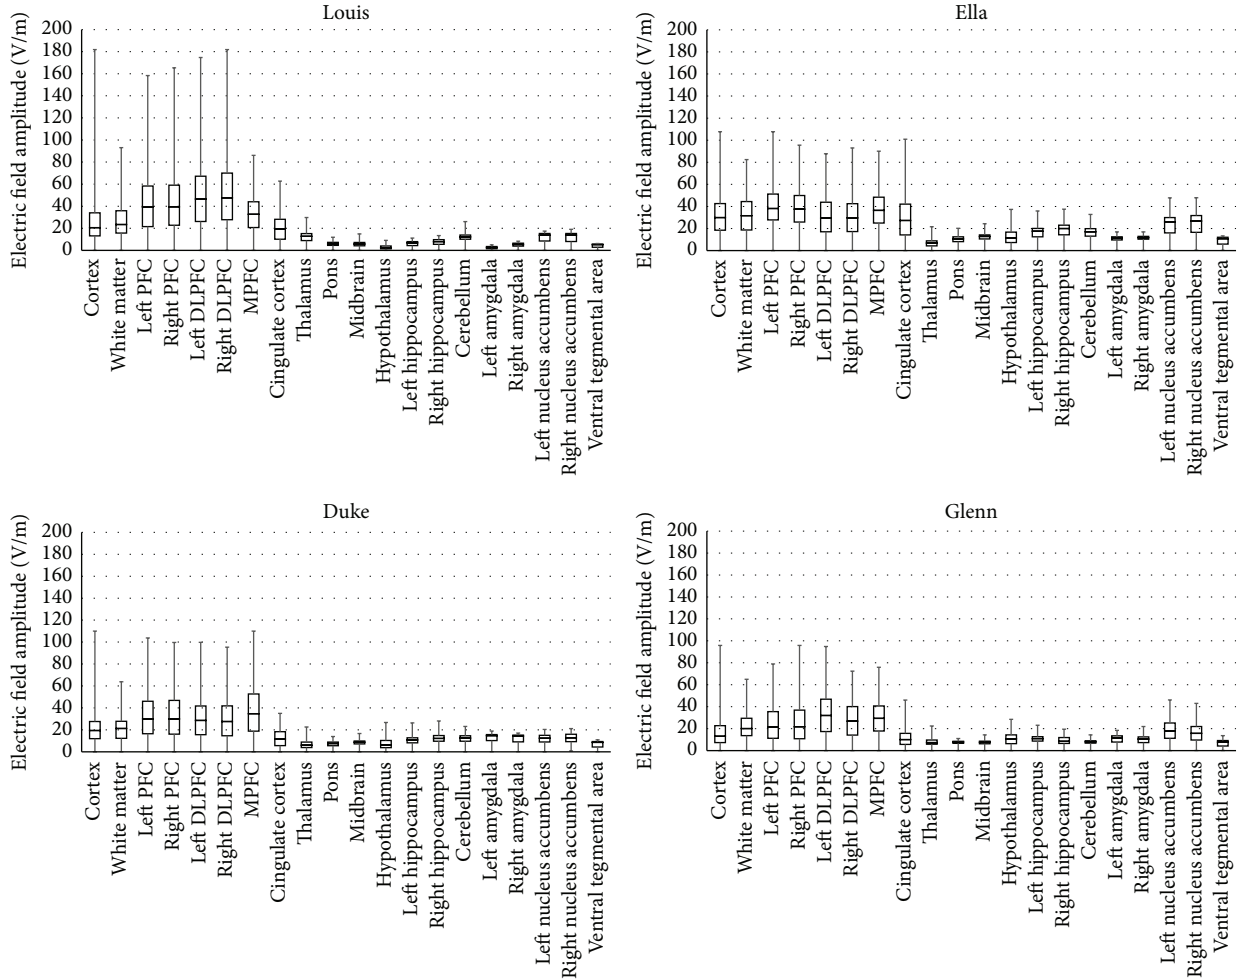 Louis
Electric field amplitude (V/m)
200
180
160
140
120
100
80
60
40
20
0
Cortex
White matter
Left PFC
Right PFC
Left DLPFC
Right DLPFC
MPFC
Cingulate cortex
Thalamus
Pons
Midbrain
Hypothalamus
Left hippocampus
Right hippocampus
Cerebellum
Left amygdala
Right amygdala
Left nucleus accumbens
Right nucleus accumbens
Ventral tegmental area
Ella
Electric field amplitude (V/m)
200
180
160
140
120
100
80
60
40
20
0
Cortex
White matter
Left PFC
Right PFC
Left DLPFC
Right DLPFC
MPFC
Cingulate cortex
Thalamus
Pons
Midbrain
Hypothalamus
Left hippocampus
Right hippocampus
Cerebellum
Left amygdala
Right amygdala
Left nucleus accumbens
Right nucleus accumbens
Ventral tegmental area
Duke
Electric field amplitude (V/m)
200
180
160
140
120
100
80
60
40
20
0
Cortex
White matter
Left PFC
Right PFC
Left DLPFC
Right DLPFC
MPFC
Cingulate cortex
Thalamus
Pons
Midbrain
Hypothalamus
Left hippocampus
Right hippocampus
Cerebellum
Left amygdala
Right amygdala
Left nucleus accumbens
Right nucleus accumbens
Ventral tegmental area
Glenn
Electric field amplitude (V/m)
200
180
160
140
120
100
80
60
40
20
0
Cortex
White matter
Left PFC
Right PFC
Left DLPFC
Right DLPFC
MPFC
Cingulate cortex
Thalamus
Pons
Midbrain
Hypothalamus
Left hippocampus
Right hippocampus
Cerebellum
Left amygdala
Right amygdala
Left nucleus accumbens
Right nucleus accumbens
Ventral tegmental area